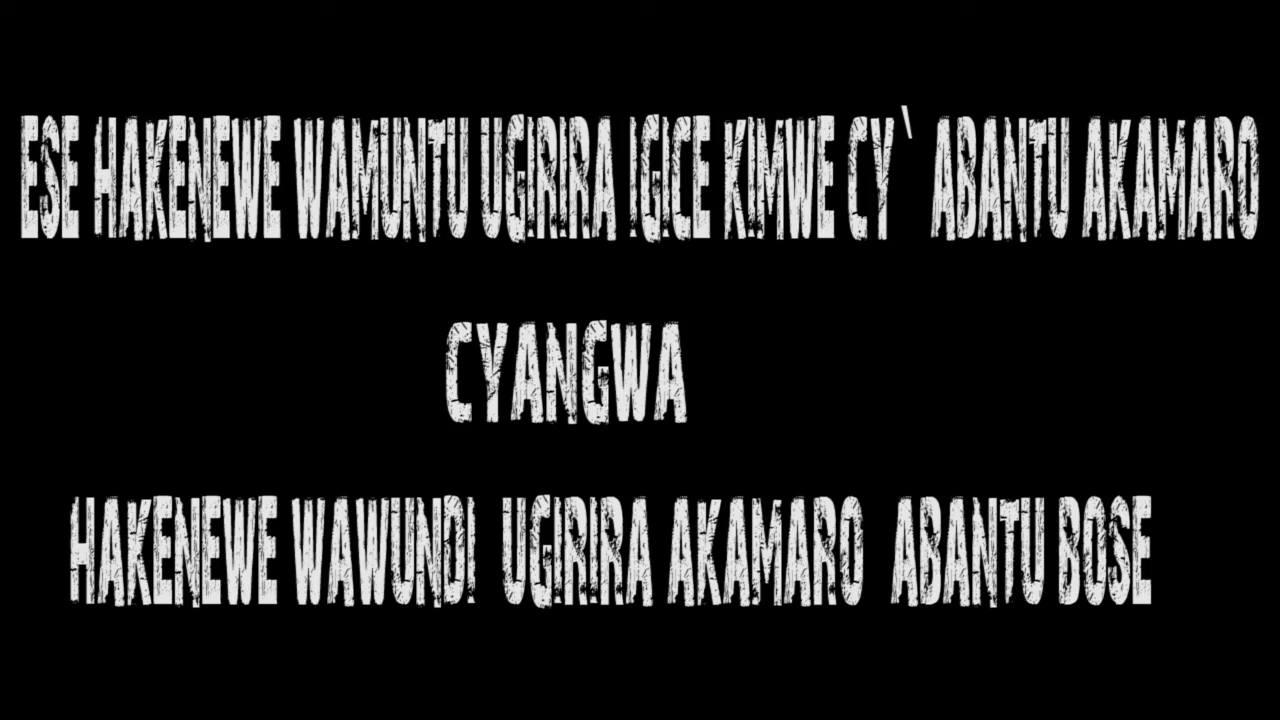 ESE HAKENEWE WAMUNTU UGIRIRA IGICE KIMWE CY` ABANTU AKAMARO
CYANGWA
HAKENEWE WAWUNDI UGIRIRA AKAMARO ABANTU BOSE